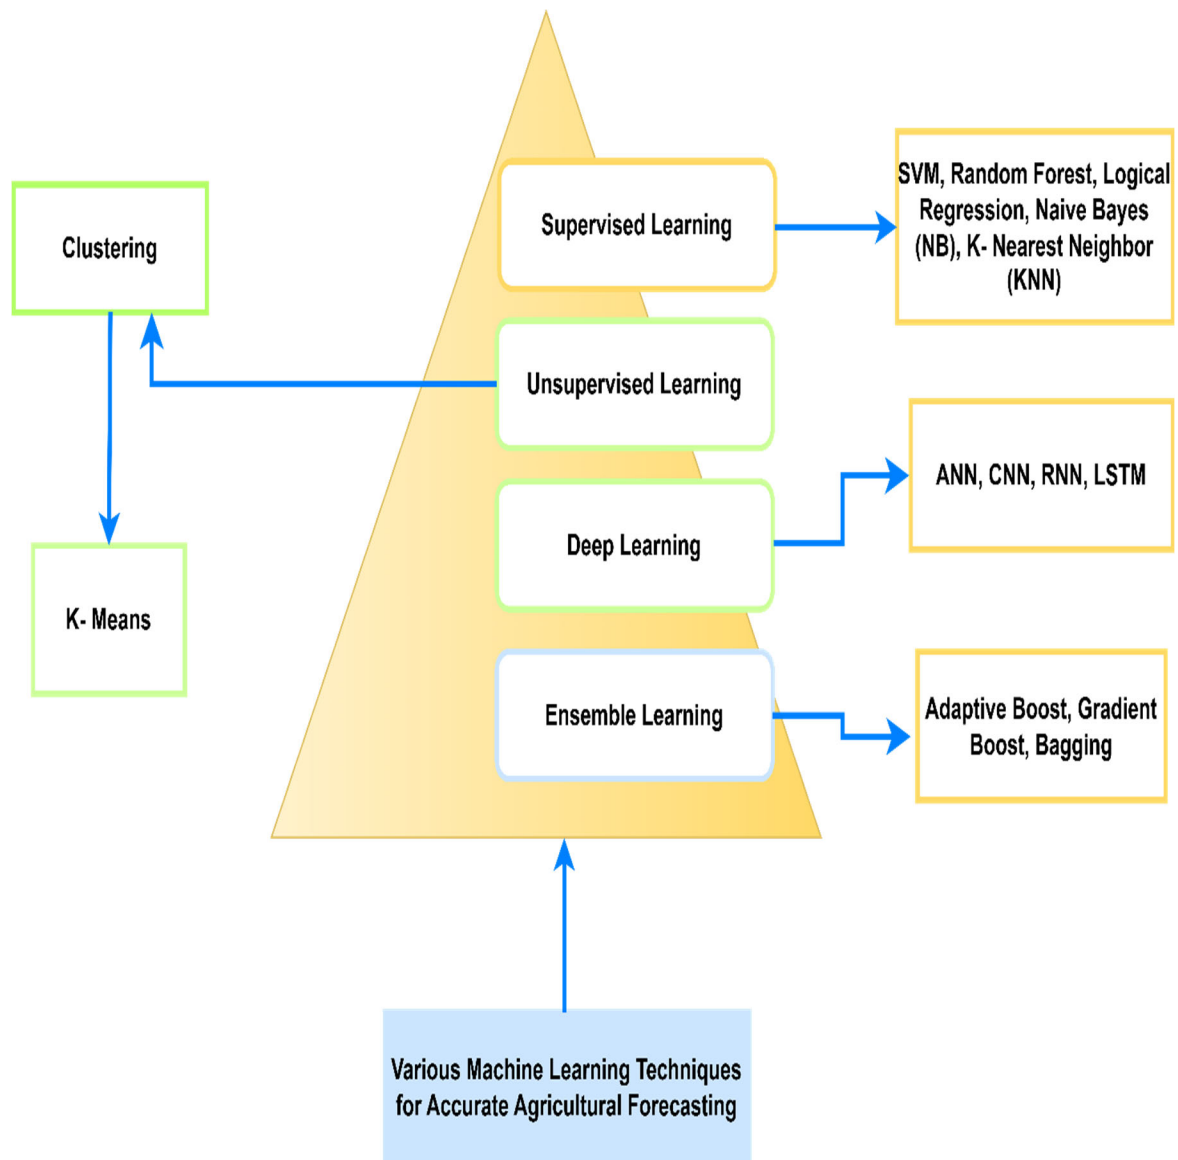 Supervised Learning
SVM, Random Forest, Logical
Regression, Naive Bayes
(NB), K- Nearest Neighbor
(KNN)
Clustering
Unsupervised Learning
ANN, CNN, RNN, LSTM
Deep Learning
K- Means
Ensemble Learning
Adaptive Boost, Gradient
Boost, Bagging
Various Machine Learning Techniques
for Accurate Agricultural Forecasting